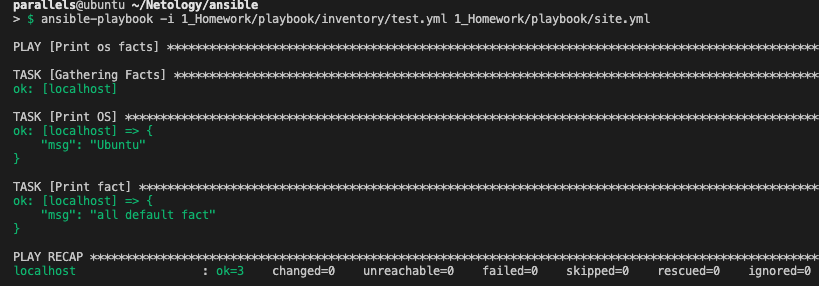 parallels@ubuntu ~/Netology/ansible
> $ ansible-playbook -i 1_Homework/playbook/inventory/test.yml 1_Homework/playbook/site.yml
PLAY [Print os facts] ****************************************************************************************************
TASK [Gathering Facts] ***************************************************************************************************
ok: [localhost]
TASK [Print OS] **********************************************************************************************************
ok: [localhost] => {
    "msg": "Ubuntu"
}
TASK [Print fact] ********************************************************************************************************
ok: [localhost] => {
    "msg": "all default fact"
}
PLAY RECAP ***************************************************************************************************************
localhost                  : ok=3    changed=0    unreachable=0    failed=0    skipped=0    rescued=0    ignored=0